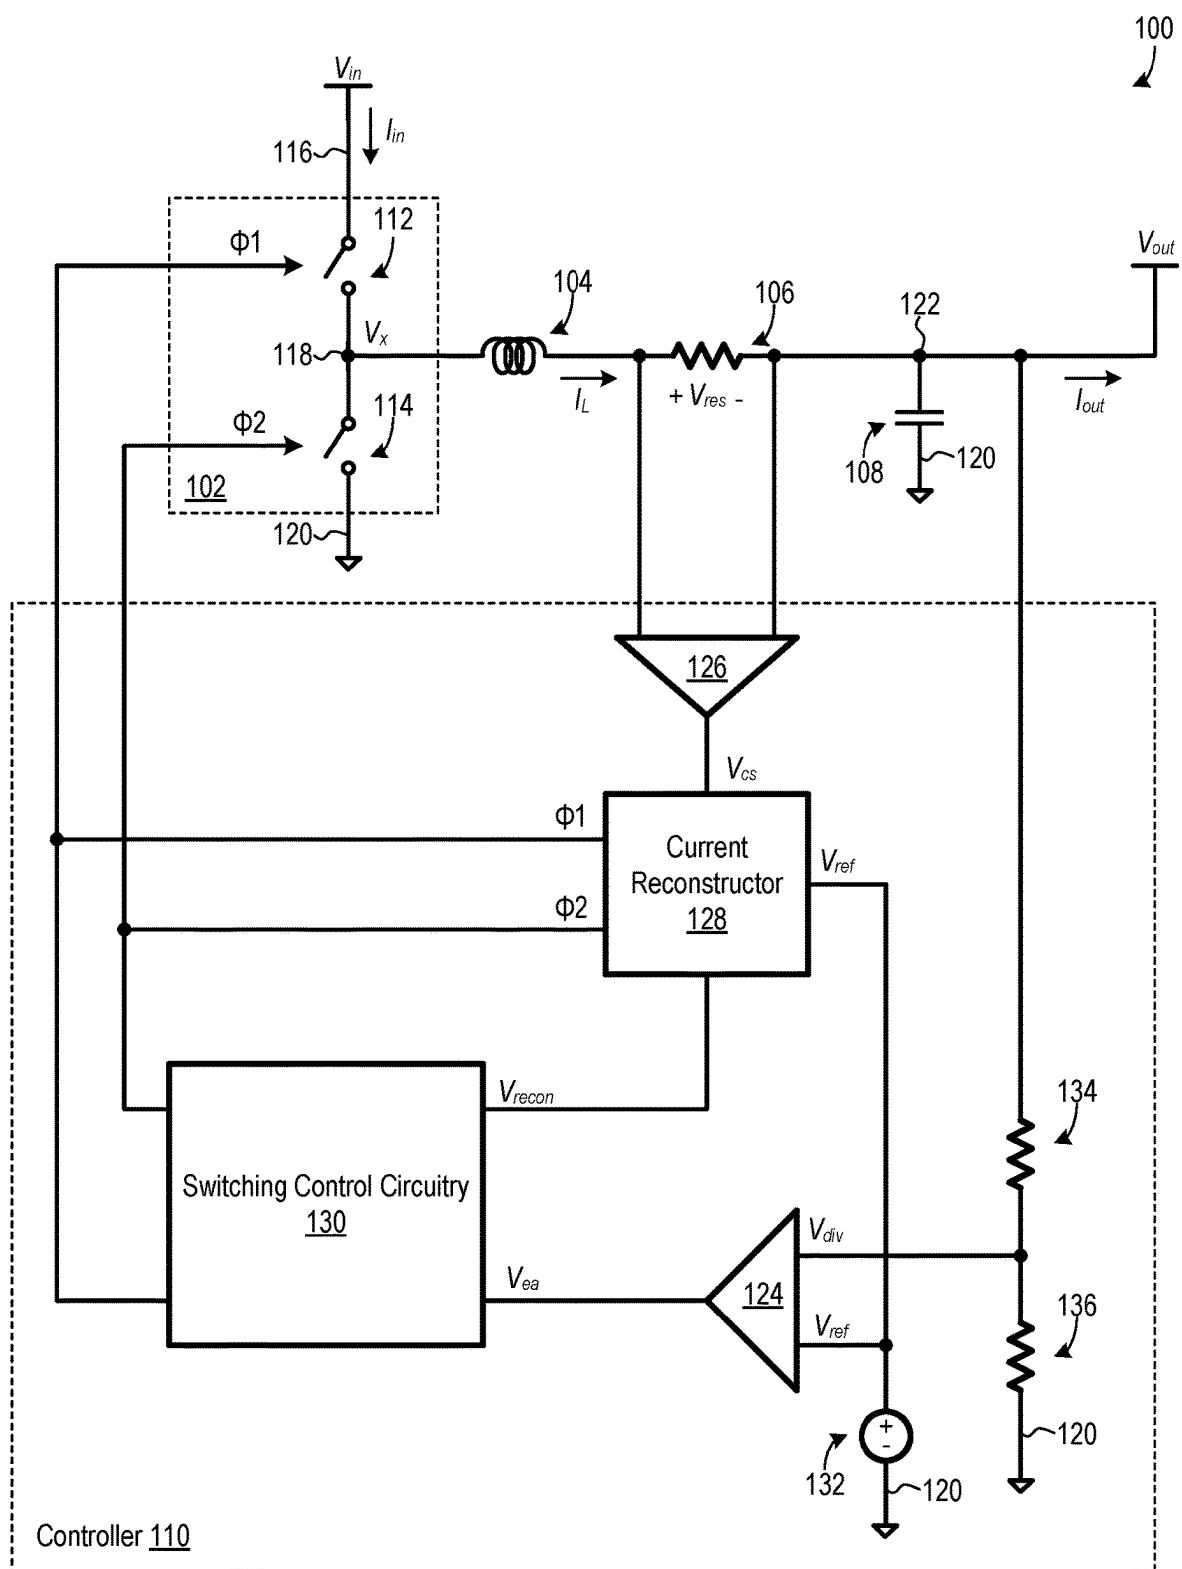 100
Vin
Iin
116
112
Φ1
Vout
104
106
122
Vx
118
IL
+ Vres -
Iout
114
Φ2
108
120
102
120
126
Vcs
Φ1
Current
Reconstructor
128
Vref
Φ2
Vrecon
134
Switching Control Circuitry
130
Vdiv
Vea
124
136
Vref
+
-
132
120
120
Controller 110